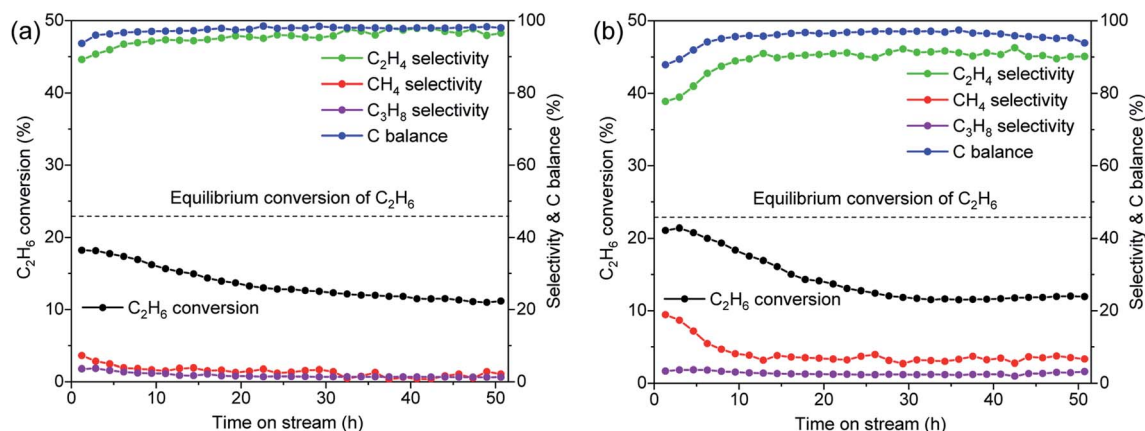 (a)
50
40
30
20
10
0
C₂H₆ conversion (%)
100
80
60
40
20
0
Selectivity & C balance (%)
C₂H₄ selectivity
CH₄ selectivity
C₃H₈ selectivity
C balance
Equilibrium conversion of C₂H₆
C₂H₆ conversion
0 10 20 30 40 50
Time on stream (h)
(b)
50
40
30
20
10
0
C₂H₆ conversion (%)
100
80
60
40
20
0
Selectivity & C balance (%)
C₂H₄ selectivity
CH₄ selectivity
C₃H₈ selectivity
C balance
Equilibrium conversion of C₂H₆
C₂H₆ conversion
0 10 20 30 40 50
Time on stream (h)